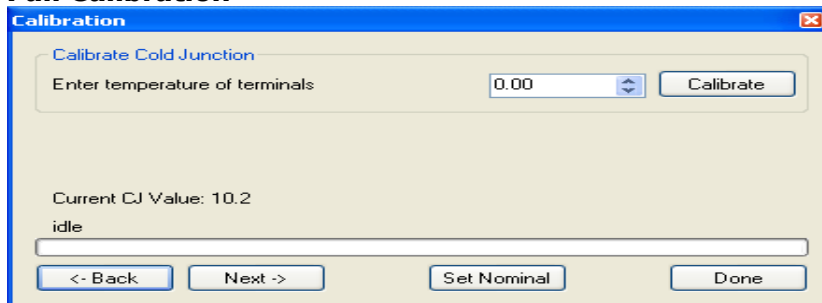 Calibration
Calibrate Cold Junction
Enter temperature of terminals 0.00 Calibrate
Current CJ Value: 10.2
idle
<- Back Next -> Set Nominal Done